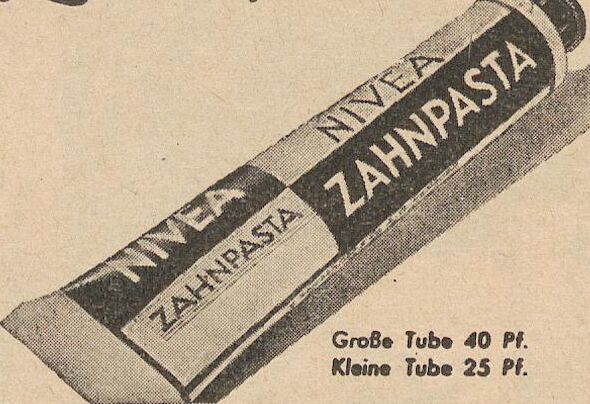 NIVEA
ZAHNPASTA
NIVEA
ZAHNPASTA
Große Tube 40 Pf.
Kleine Tube 25 Pf.